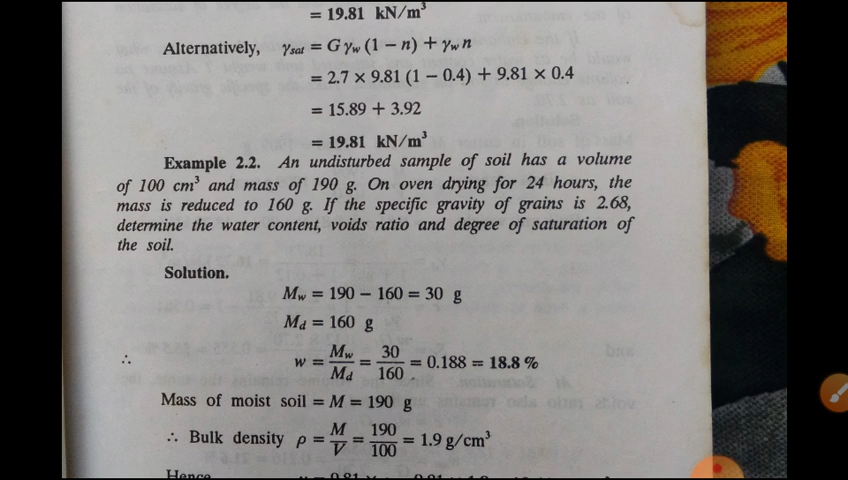 = 19.81 kN/m³
Alternatively, γsat = G γw (1 − n) + γw n
= 2.7 × 9.81 (1 − 0.4) + 9.81 × 0.4
= 15.89 + 3.92
= 19.81 kN/m³
Example 2.2. An undisturbed sample of soil has a volume
of 100 cm³ and mass of 190 g. On oven drying for 24 hours, the
mass is reduced to 160 g. If the specific gravity of grains is 2.68,
determine the water content, voids ratio and degree of saturation of
the soil.
Solution.
Mw = 190 − 160 = 30 g
Md = 160 g
∴ w = Mw/Md = 30/160 = 0.188 = 18.8 %
Mass of moist soil = M = 190 g
∴ Bulk density ρ = M/V = 190/100 = 1.9 g/cm³
Hence